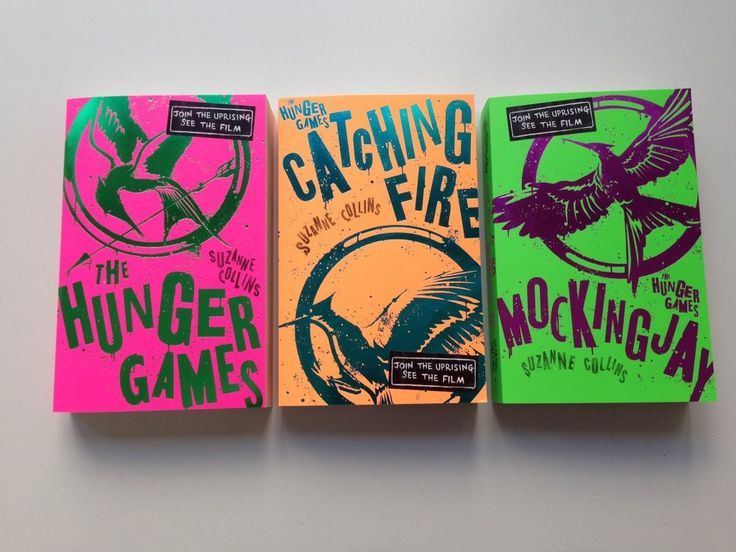 JOIN THE UPRISING
SEE THE FILM
SUZANNE
COLLINS
THE
HUNGER
GAMES
THE
HUNGER
GAMES
CATCHING
FIRE
SUZANNE COLLINS
JOIN THE UPRISING
SEE THE FILM
JOIN THE UPRISING
SEE THE FILM
THE
HUNGER
GAMES
MOCKINGJAY
SUZANNE COLLINS